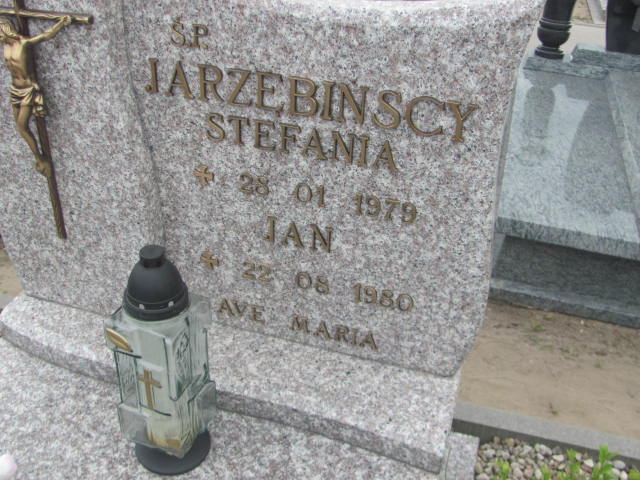 Ś.P.
JARZĘBIŃSCY
STEFANIA
28 01 1979
JAN
22 08 1980
AVE MARIA